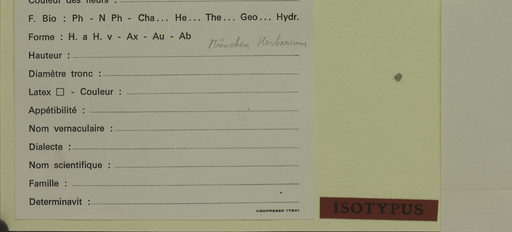 Couleur des fleurs :
F. Bio : Ph - N Ph - Cha... He... The... Geo... Hydr.
Forme : H. a H. v - Ax - Au - Ab
München Herbarium
Hauteur :
Diamètre tronc :
Latex □ - Couleur :
Appétibilité :
Nom vernaculaire :
Dialecte :
Nom scientifique :
Famille :
Determinavit :
ISOTYPUS